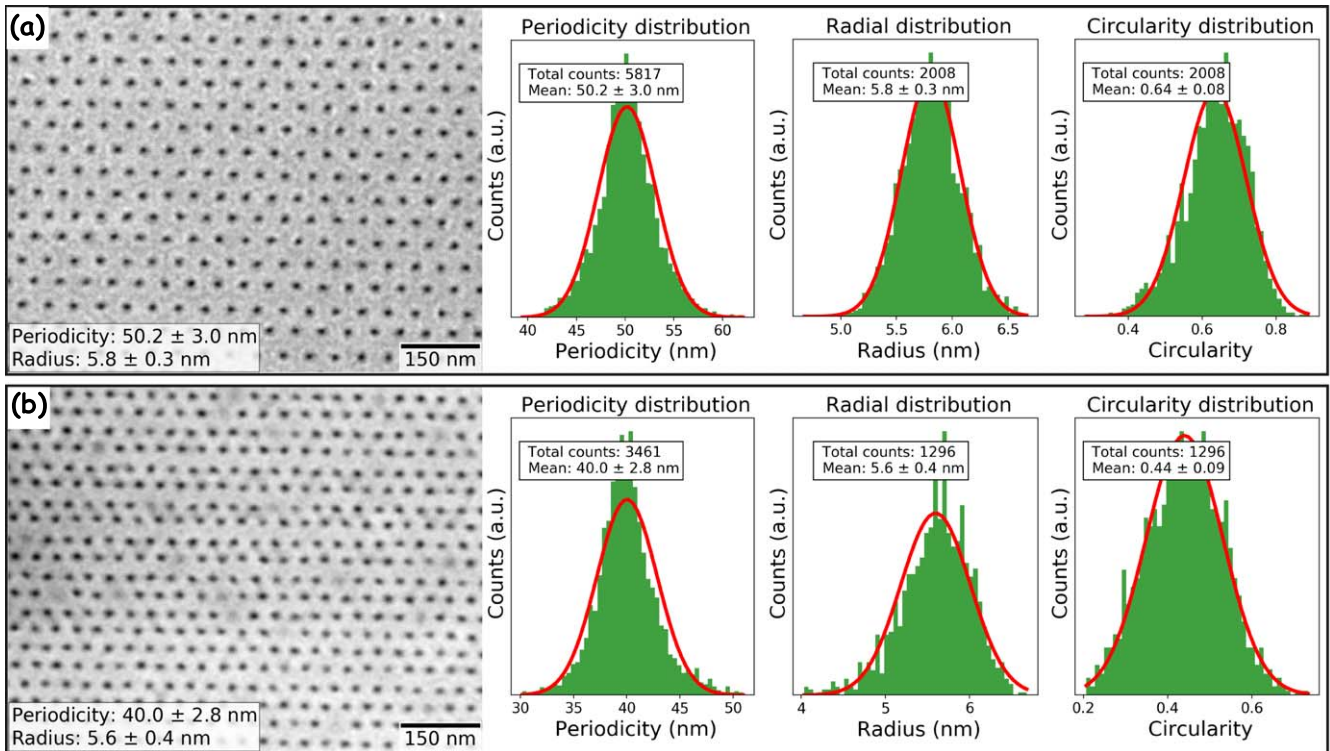 (a)
Periodicity: 50.2 ± 3.0 nm
Radius: 5.8 ± 0.3 nm
150 nm
Periodicity distribution
Total counts: 5817
Mean: 50.2 ± 3.0 nm
Counts (a.u.)
40 45 50 55 60
Periodicity (nm)
Radial distribution
Total counts: 2008
Mean: 5.8 ± 0.3 nm
Counts (a.u.)
5.0 5.5 6.0 6.5
Radius (nm)
Circularity distribution
Total counts: 2008
Mean: 0.64 ± 0.08
Counts (a.u.)
0.4 0.6 0.8
Circularity
(b)
Periodicity: 40.0 ± 2.8 nm
Radius: 5.6 ± 0.4 nm
150 nm
Periodicity distribution
Total counts: 3461
Mean: 40.0 ± 2.8 nm
Counts (a.u.)
30 35 40 45 50
Periodicity (nm)
Radial distribution
Total counts: 1296
Mean: 5.6 ± 0.4 nm
Counts (a.u.)
4 5 6
Radius (nm)
Circularity distribution
Total counts: 1296
Mean: 0.44 ± 0.09
Counts (a.u.)
0.2 0.4 0.6
Circularity